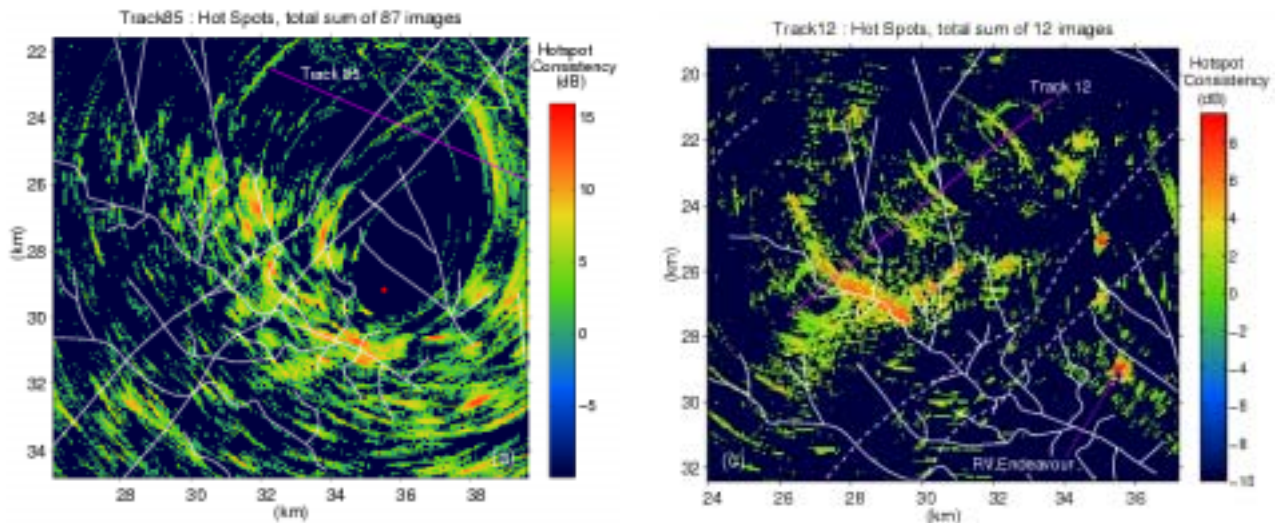 Track85 : Hot Spots, total sum of 87 images
Hotspot
Consistency
(dB)
Track 85
22
24
26
28
30
32
34
(km)
28
30
32
34
36
38
(km)
15
10
5
0
−5
Track12 : Hot Spots, total sum of 12 images
Hotspot
Consistency
(dB)
Track 12
20
22
24
26
28
30
32
(km)
24
26
28
30
32
34
36
(km)
RV.Endeavour
4
2
0
−2
−4
−6
−8
−10